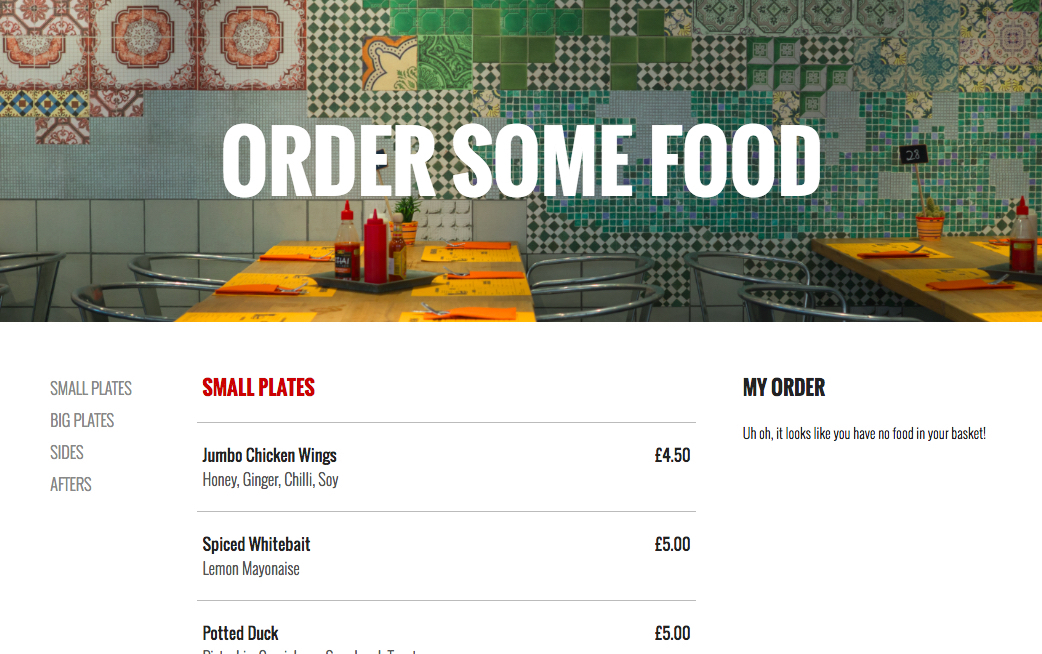 ORDER SOME FOOD
28
SMALL PLATES
BIG PLATES
SIDES
AFTERS
SMALL PLATES
Jumbo Chicken Wings £4.50
Honey, Ginger, Chilli, Soy
Spiced Whitebait £5.00
Lemon Mayonaise
Potted Duck £5.00
MY ORDER
Uh oh, it looks like you have no food in your basket!